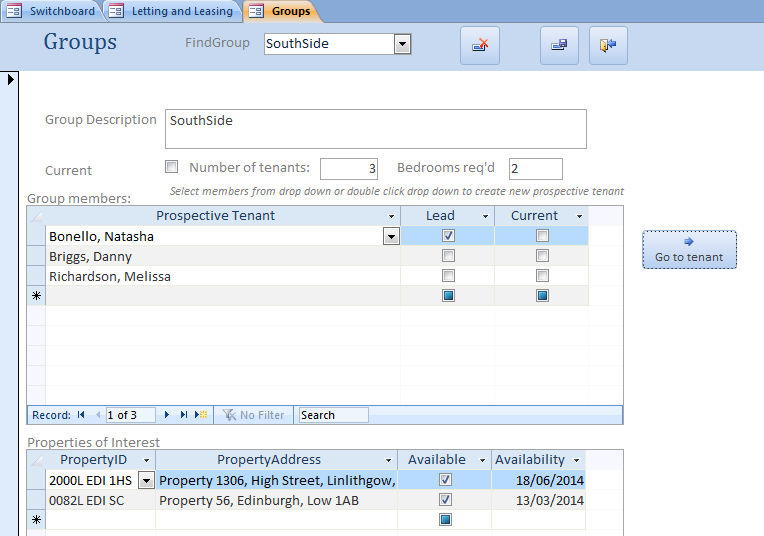 Switchboard Letting and Leasing Groups
Groups FindGroup SouthSide
Group Description SouthSide
Current Number of tenants: 3 Bedrooms req'd 2
Select members from drop down or double click drop down to create new prospective tenant
Group members:
Prospective Tenant Lead Current
Bonello, Natasha
Briggs, Danny
Richardson, Melissa
Go to tenant
Record: 1 of 3 No Filter Search
Properties of Interest
PropertyID PropertyAddress Available Availability
2000L EDI 1HS Property 1306, High Street, Linlithgow, 18/06/2014
0082L EDI SC Property 56, Edinburgh, Low 1AB 13/03/2014